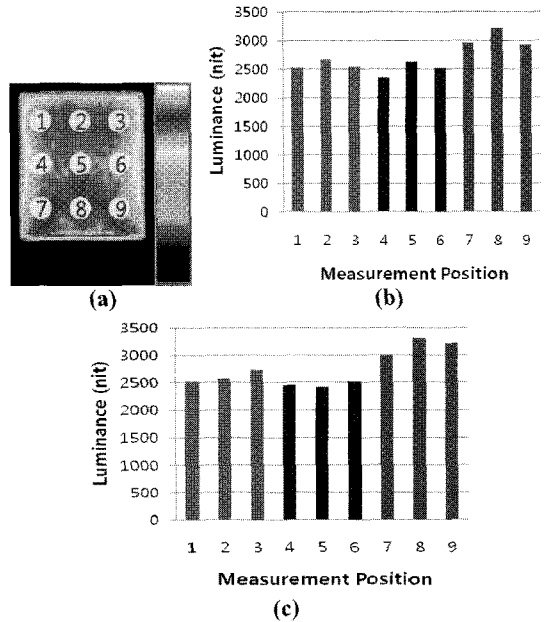 1 2 3
4 5 6
7 8 9
(a)
Luminance (nit)
3500
3000
2500
2000
1500
1000
500
0
1 2 3 4 5 6 7 8 9
Measurement Position
(b)
Luminance (nit)
3500
3000
2500
2000
1500
1000
500
0
1 2 3 4 5 6 7 8 9
Measurement Position
(c)